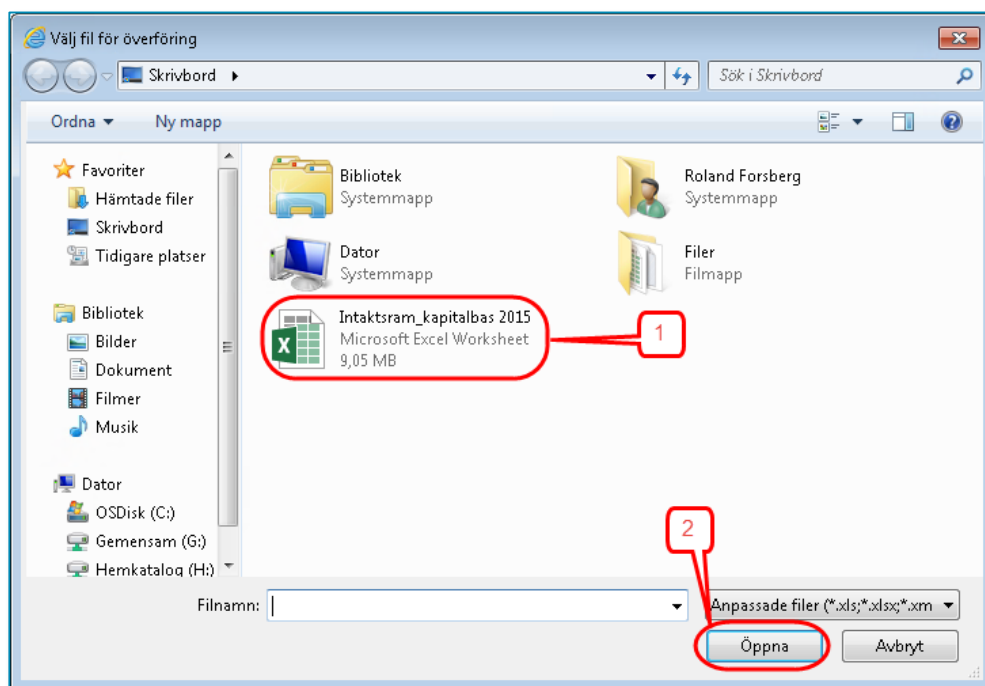 Välj fil för överföring
Skrivbord
Sök i Skrivbord
Ordna
Ny mapp
Favoriter
Hämtade filer
Skrivbord
Tidigare platser
Bibliotek
Bilder
Dokument
Filmer
Musik
Dator
OSDisk (C:)
Gemensam (G:)
Hemkatalog (H:)
Bibliotek
Systemmapp
Roland Forsberg
Systemmapp
Dator
Systemmapp
Filer
Filmapp
Intaktsram_kapitalbas 2015
Microsoft Excel Worksheet
9,05 MB
1
2
Filnamn:
Anpassade filer (*.xls;*.xlsx;*.xm
Öppna
Avbryt